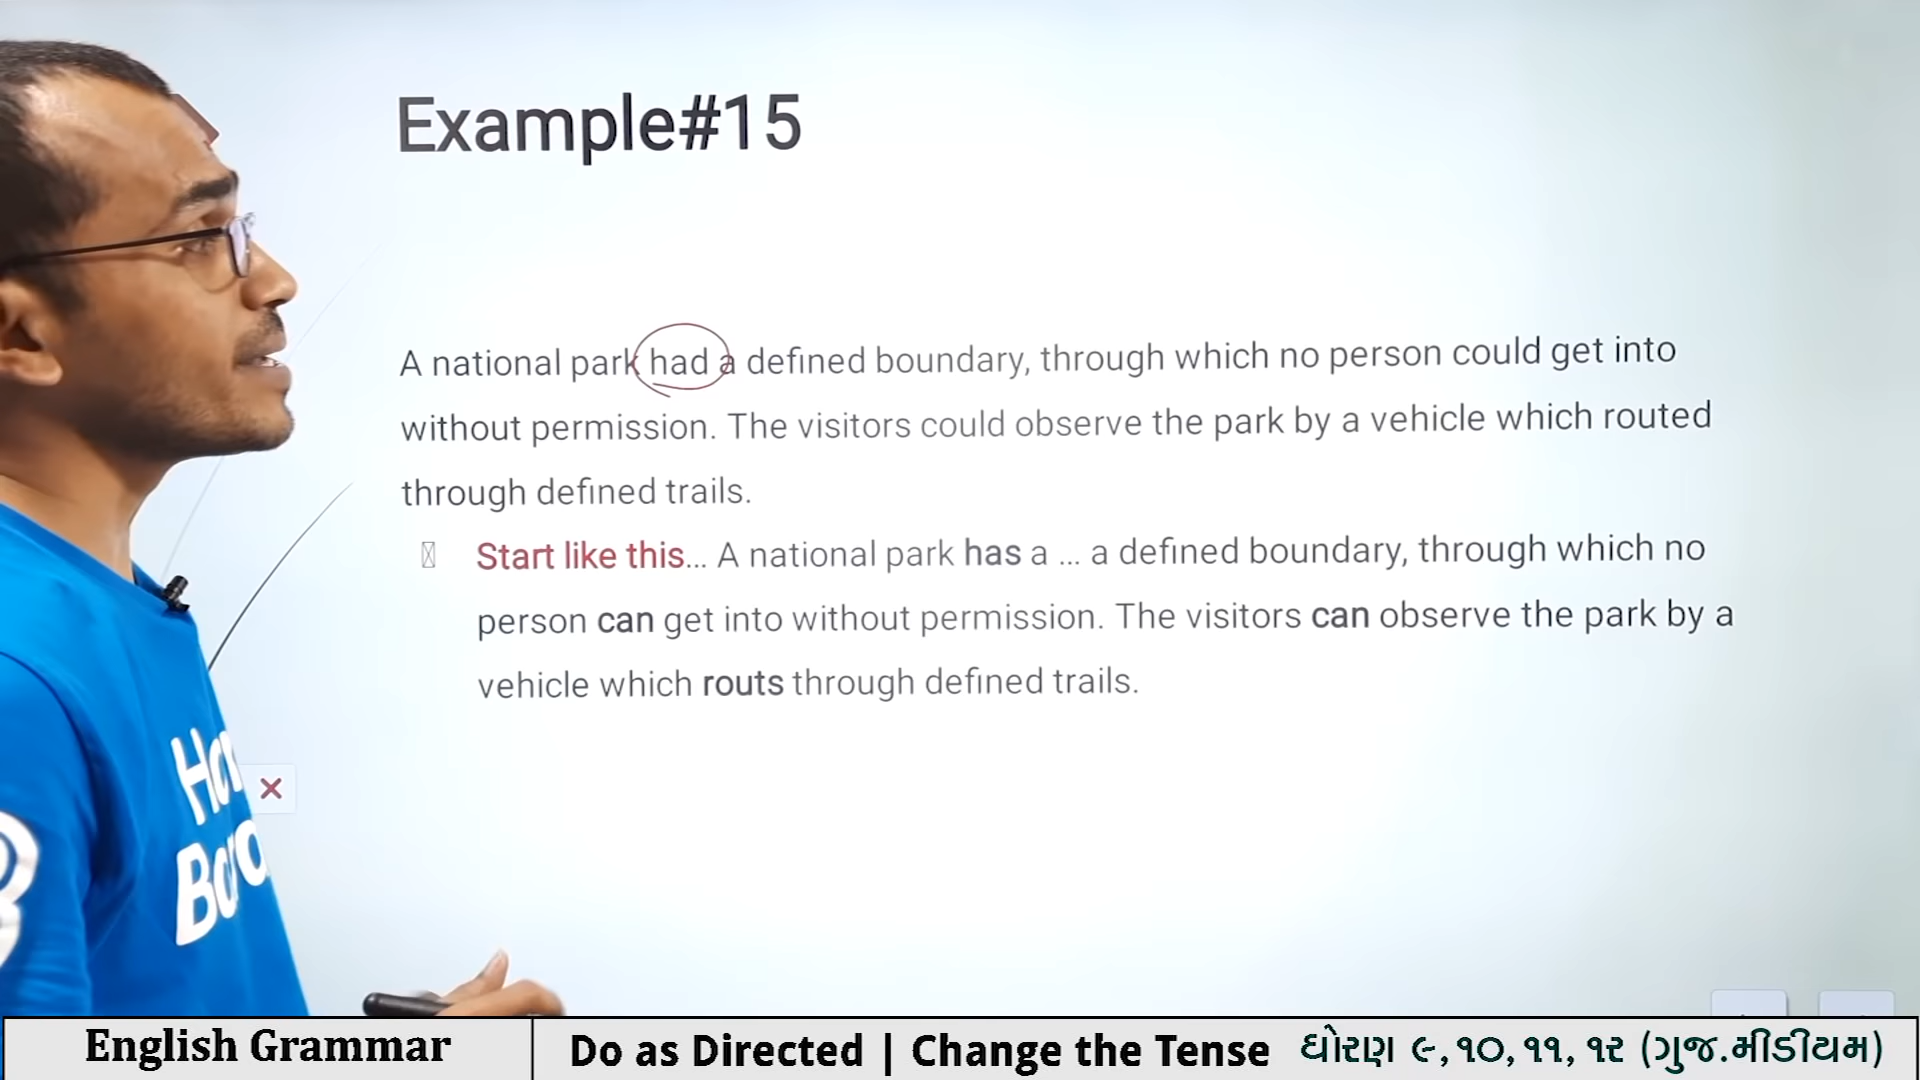 Example#15
A national park had a defined boundary, through which no person could get into
without permission. The visitors could observe the park by a vehicle which routed
through defined trails.
Start like this... A national park has a ... a defined boundary, through which no
person can get into without permission. The visitors can observe the park by a
vehicle which routs through defined trails.
English Grammar
Do as Directed | Change the Tense
ધોરણ ૯, ૧૦, ૧૧, ૧૨ (ગુજ.મીડીયમ)